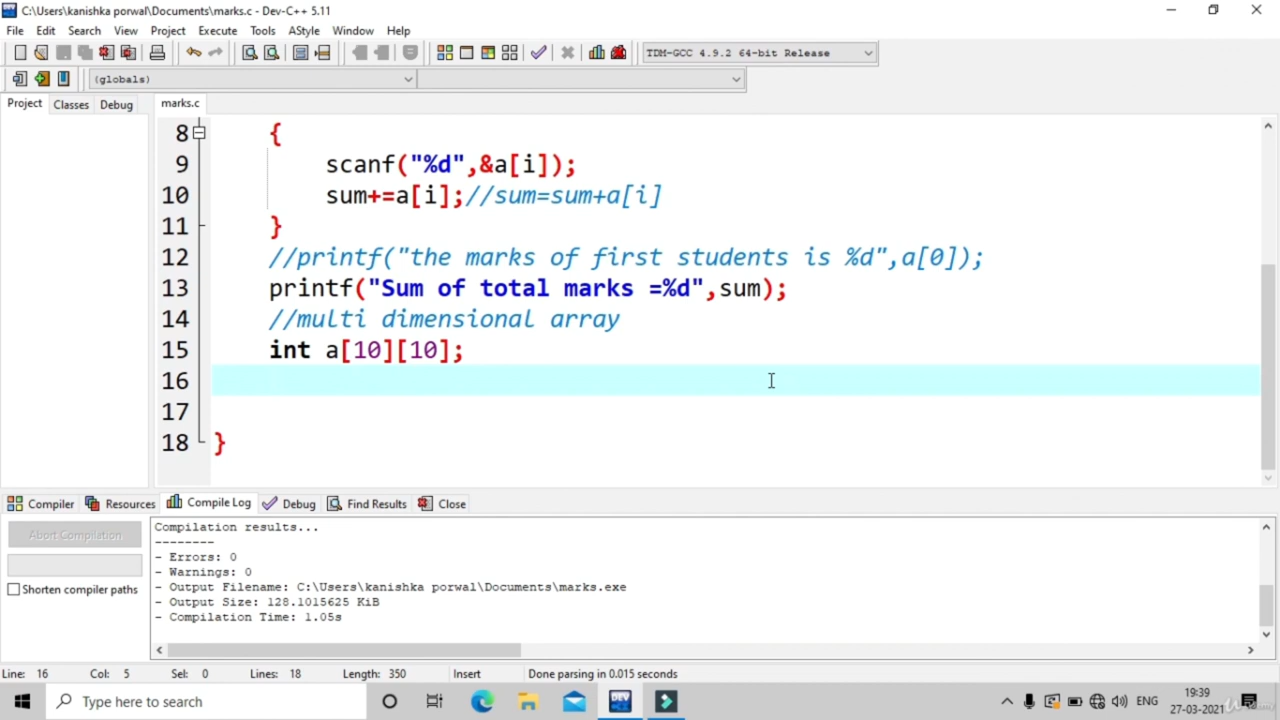 C:\Users\kanishka porwal\Documents\marks.c - Dev-C++ 5.11
File Edit Search View Project Execute Tools AStyle Window Help
TDM-GCC 4.9.2 64-bit Release
(globals)
Project Classes Debug marks.c
8 {
9 scanf("%d",&a[i]);
10 sum+=a[i];//sum=sum+a[i]
11 }
12 //printf("the marks of first students is %d",a[0]);
13 printf("Sum of total marks =%d",sum);
14 //multi dimensional array
15 int a[10][10];
16
17
18 }
Compiler Resources Compile Log Debug Find Results Close
Abort Compilation
Shorten compiler paths
Compilation results...
--------
- Errors: 0
- Warnings: 0
- Output Filename: C:\Users\kanishka porwal\Documents\marks.exe
- Output Size: 128.1015625 KiB
- Compilation Time: 1.05s
Line: 16 Col: 5 Sel: 0 Lines: 18 Length: 350 Insert Done parsing in 0.015 seconds
Type here to search
DEV
ENG
19:39
27-03-2021